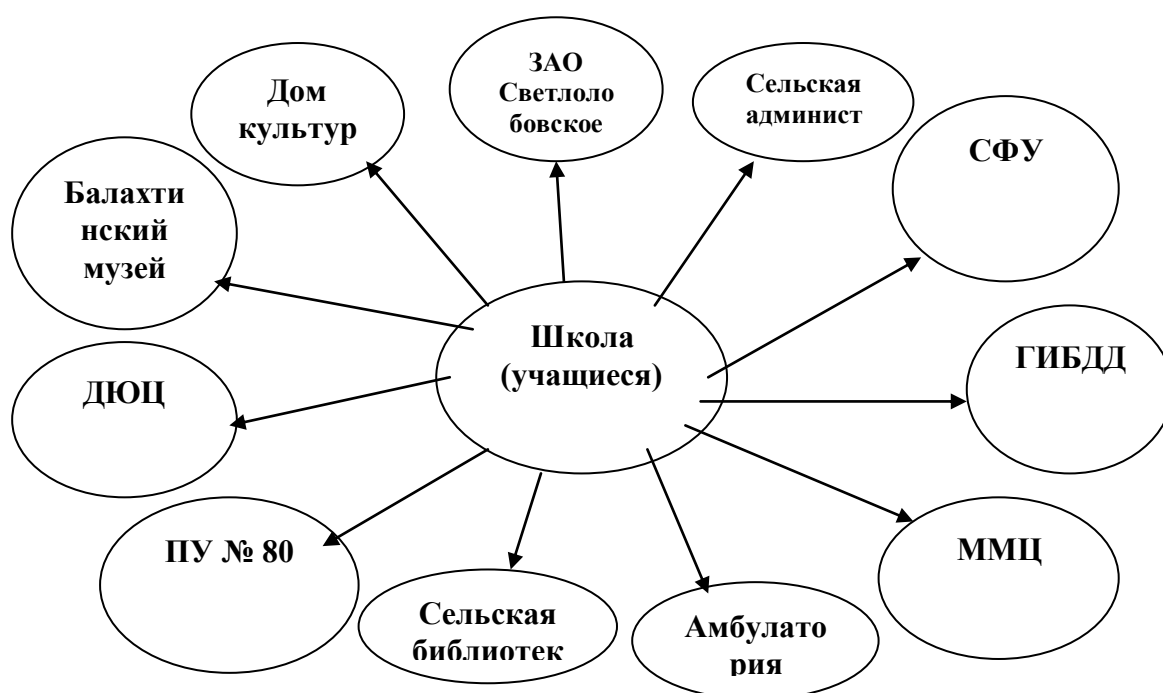 ЗАО
Светлоло
бовское
Дом
культур
Сельская
админист
СФУ
Балахти
нский
музей
Школа
(учащиеся)
ГИБДД
ДЮЦ
ПУ № 80
ММЦ
Сельская
библиотек
Амбулато
рия